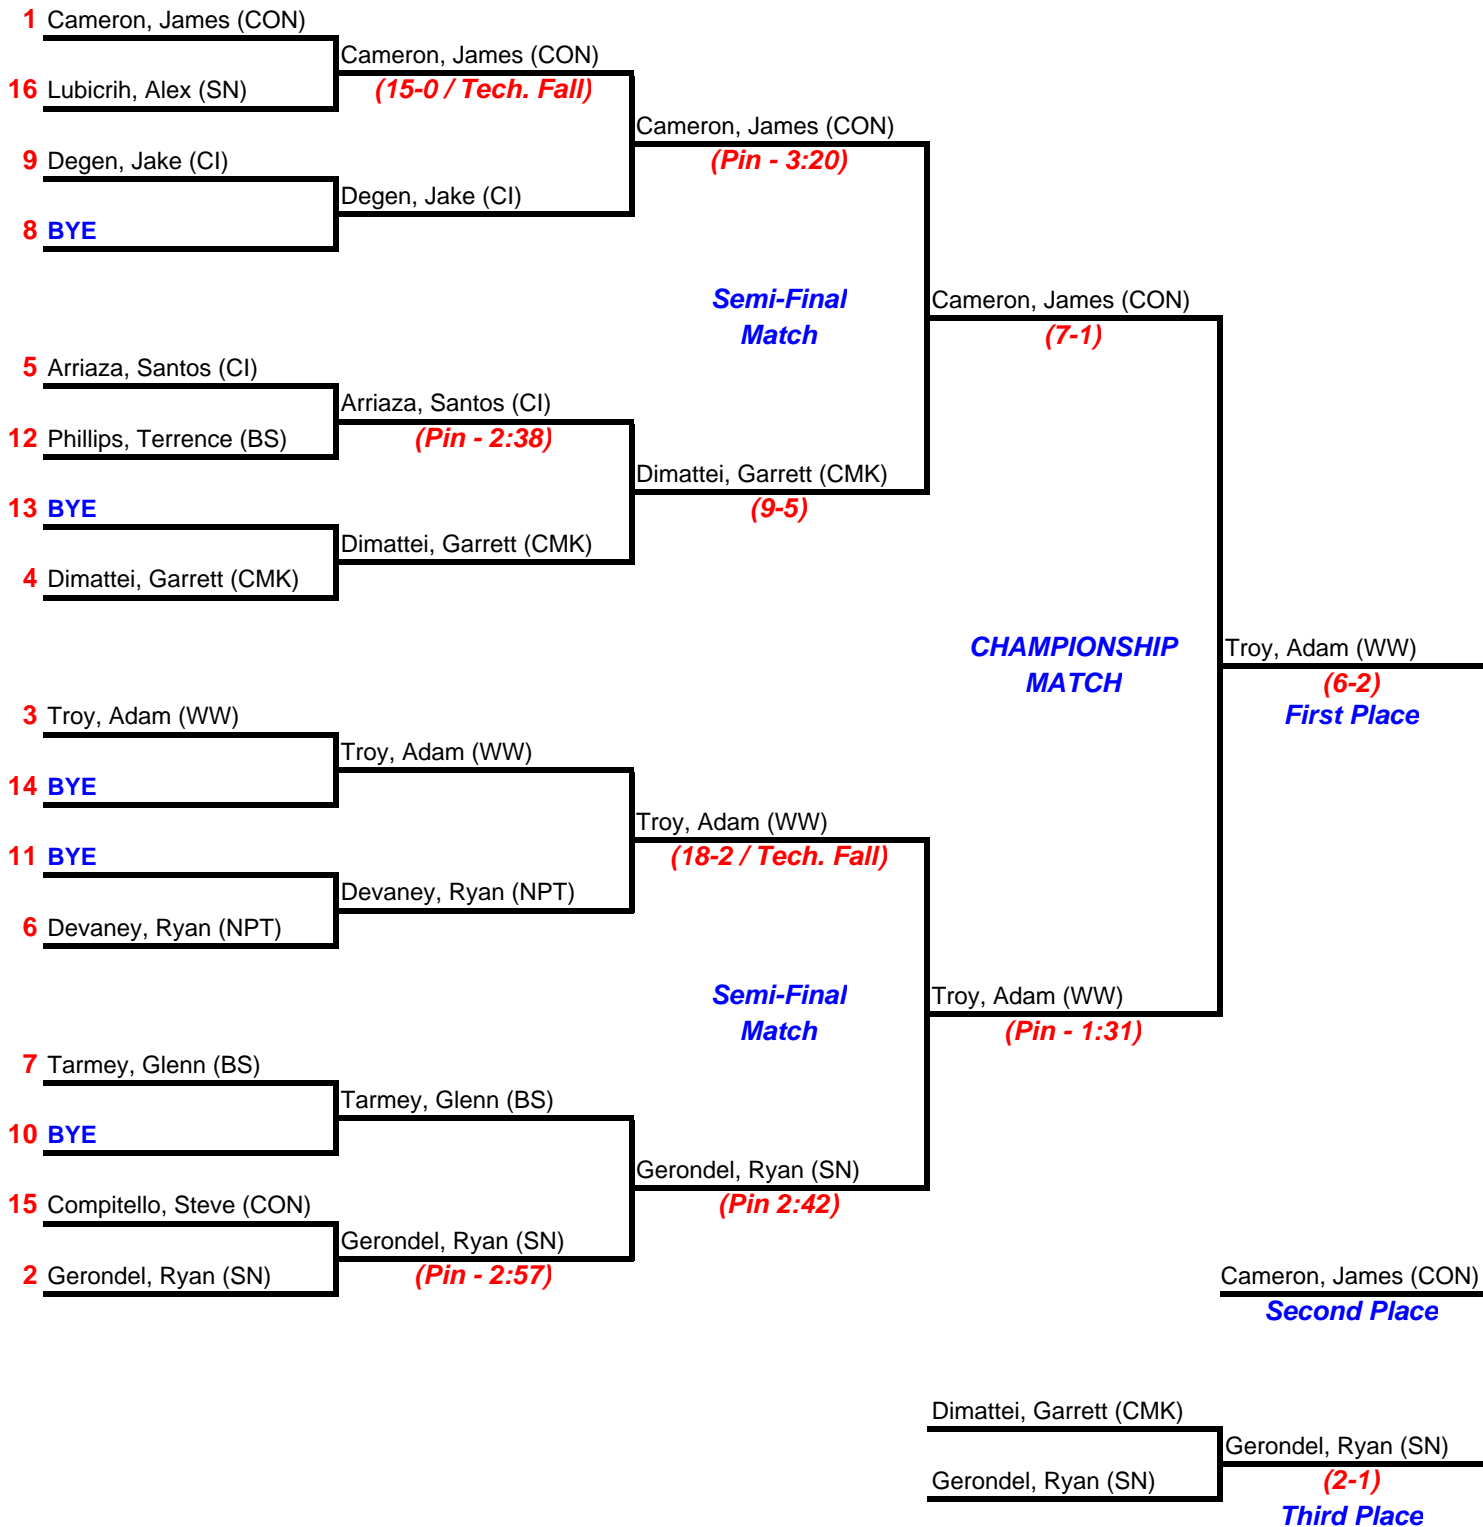 1 Cameron, James (CON)
Cameron, James (CON)
16 Lubicrih, Alex (SN)
(15-0 / Tech. Fall)
Cameron, James (CON)
9 Degen, Jake (CI)
(Pin - 3:20)
Degen, Jake (CI)
8 BYE
Semi-Final
Match
Cameron, James (CON)
(7-1)
5 Arriaza, Santos (CI)
Arriaza, Santos (CI)
12 Phillips, Terrence (BS)
(Pin - 2:38)
Dimattei, Garrett (CMK)
13 BYE
(9-5)
Dimattei, Garrett (CMK)
4 Dimattei, Garrett (CMK)
CHAMPIONSHIP
MATCH
Troy, Adam (WW)
(6-2)
First Place
3 Troy, Adam (WW)
Troy, Adam (WW)
14 BYE
Troy, Adam (WW)
11 BYE
(18-2 / Tech. Fall)
Devaney, Ryan (NPT)
6 Devaney, Ryan (NPT)
Semi-Final
Match
Troy, Adam (WW)
(Pin - 1:31)
7 Tarmey, Glenn (BS)
Tarmey, Glenn (BS)
10 BYE
Gerondel, Ryan (SN)
15 Compitello, Steve (CON)
(Pin 2:42)
Gerondel, Ryan (SN)
2 Gerondel, Ryan (SN)
(Pin - 2:57)
Cameron, James (CON)
Second Place
Dimattei, Garrett (CMK)
Gerondel, Ryan (SN)
Gerondel, Ryan (SN)
(2-1)
Third Place